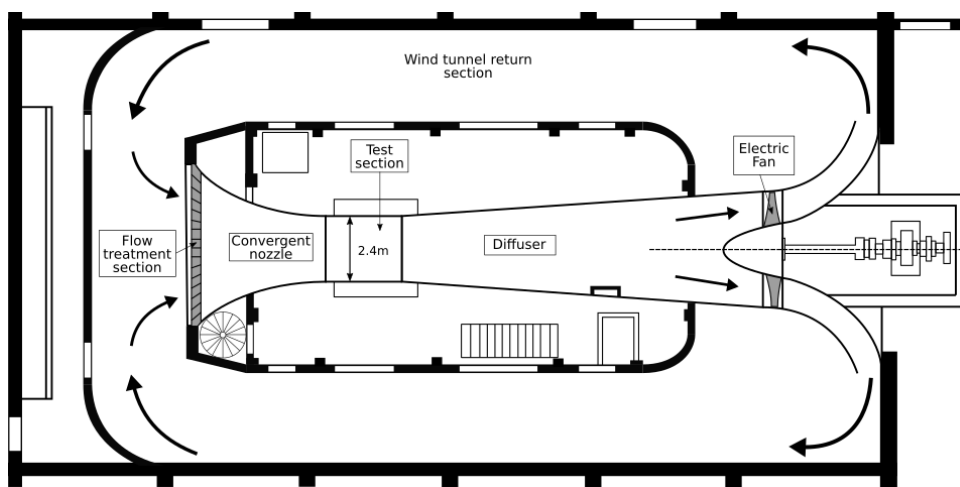 Wind tunnel return
section
Test
section
Electric
Fan
Flow
treatment
section
Convergent
nozzle
2.4m
Diffuser